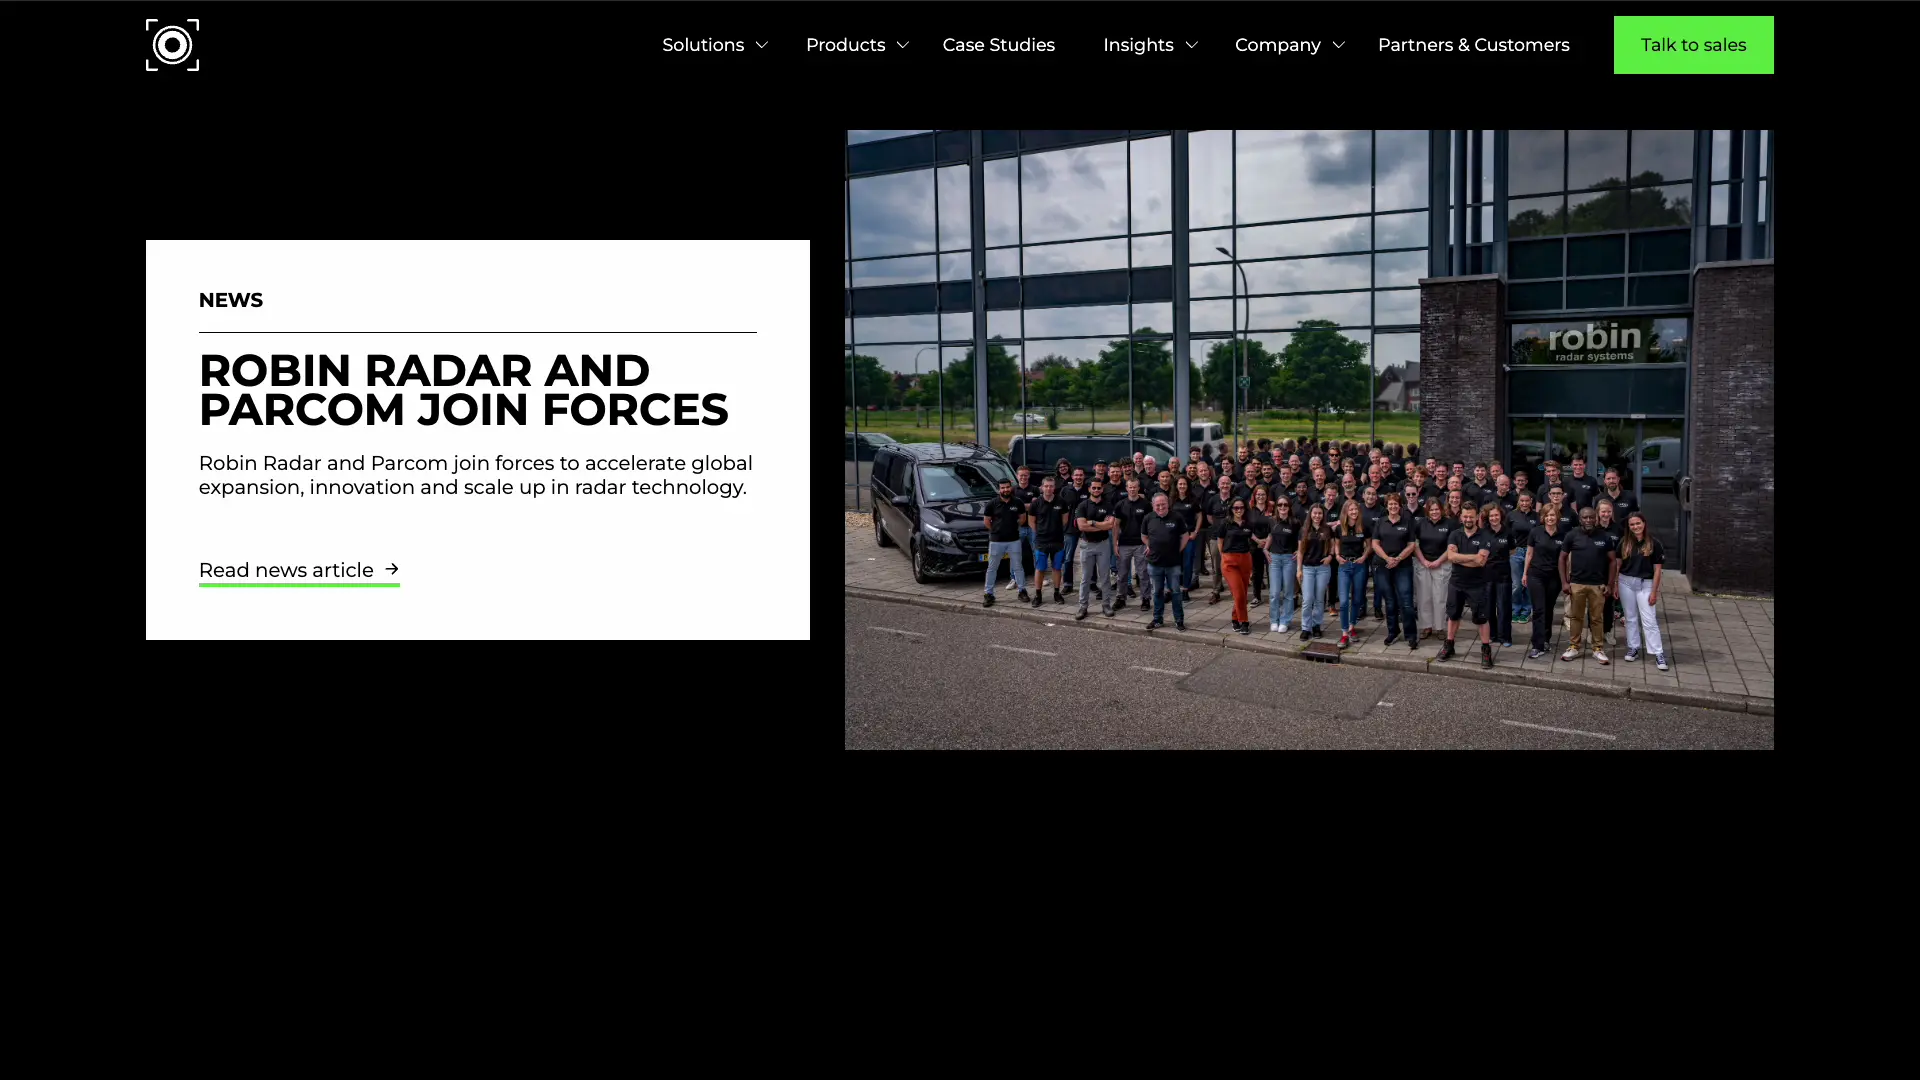 Solutions
Products
Case Studies
Insights
Company
Partners & Customers
Talk to sales
NEWS
ROBIN RADAR AND
PARCOM JOIN FORCES
Robin Radar and Parcom join forces to accelerate global
expansion, innovation and scale up in radar technology.
Read news article →
robin
radar systems